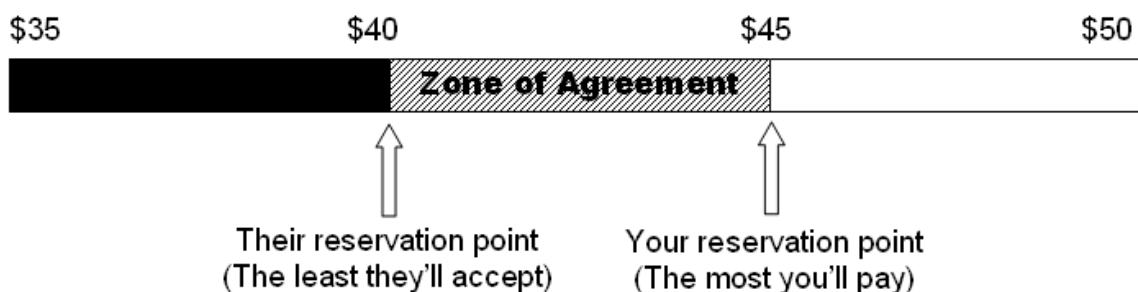 $35 $40 $45 $50
Zone of Agreement
Their reservation point
(The least they'll accept)
Your reservation point
(The most you'll pay)